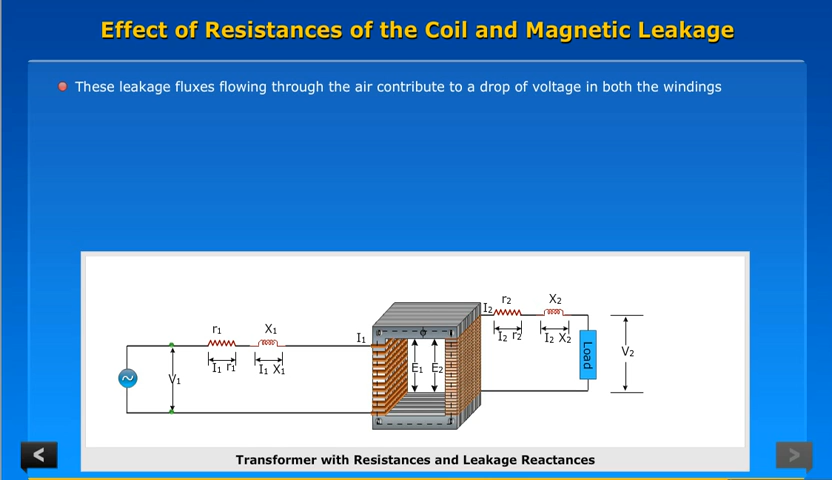 Effect of Resistances of the Coil and Magnetic Leakage
These leakage fluxes flowing through the air contribute to a drop of voltage in both the windings
r1 X1 I1
I1 r1 I1 X1
V1
E1 E2
I2 r2 X2
I2 r2 I2 X2
Load
V2
Transformer with Resistances and Leakage Reactances